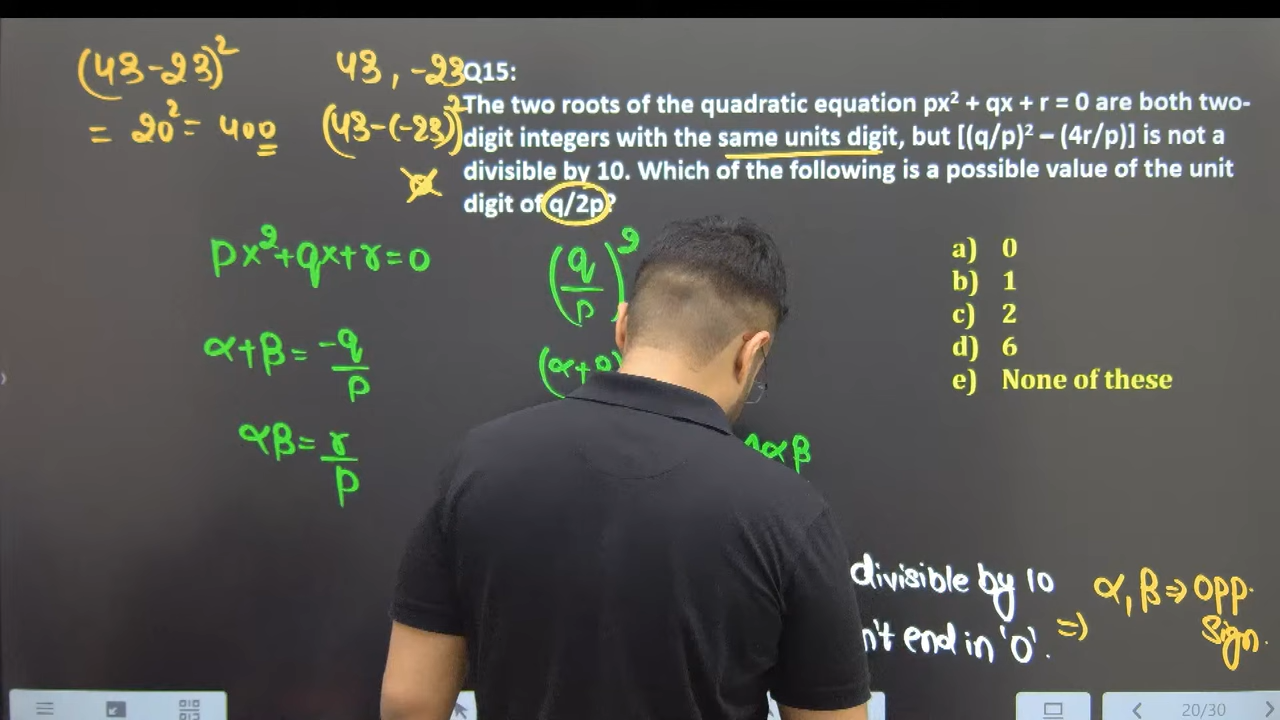 (43-23)²
= 20² = 400
43, -23
(43-(-23))²
Q15:
The two roots of the quadratic equation px² + qx + r = 0 are both two-
digit integers with the same units digit, but [(q/p)² – (4r/p)] is not a
divisible by 10. Which of the following is a possible value of the unit
digit of q/2p?
a) 0
b) 1
c) 2
d) 6
e) None of these
px²+qx+r=0
α+β= -q/p
αβ= r/p
(q/p)²
(α+
αβ
divisible by 10
n't end in '0'. ⇒
α, β ⇒ opp.
sign.
20/30